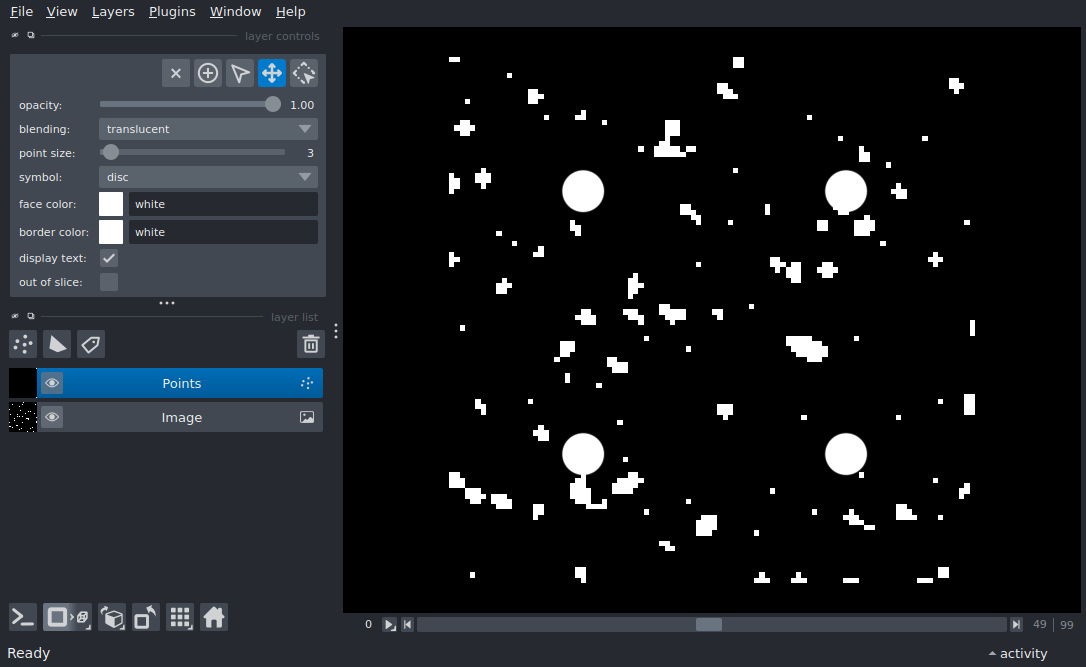 File View Layers Plugins Window Help
layer controls
opacity: 1.00
blending: translucent
point size: 3
symbol: disc
face color: white
border color: white
display text:
out of slice:
layer list
Points
Image
0 49 99
Ready activity